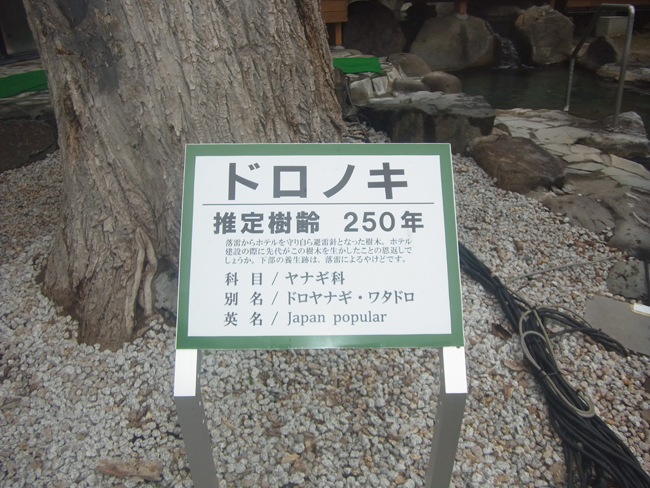 ドロノキ
推定樹齢 250年
落雷からホテルを守り自ら避雷針となった樹木。ホテル
建設の際に先代がこの樹木を生かしたことの恩返しで
しょうか。下部の養生跡は、落雷によるやけどです。
科 目 / ヤナギ科
別 名 / ドロヤナギ・ワタドロ
英 名 / Japan popular